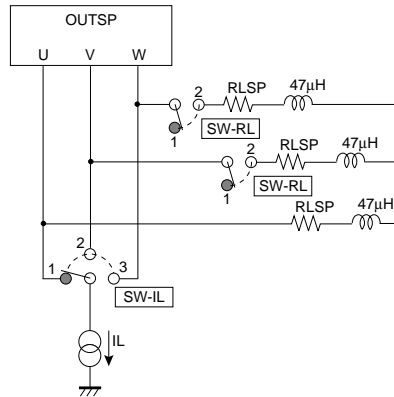 OUTSP
U V W
2 RLSP 47μH
1 SW-RL
2 RLSP 47μH
1 SW-RL
RLSP 47μH
2
1 3
SW-IL
IL